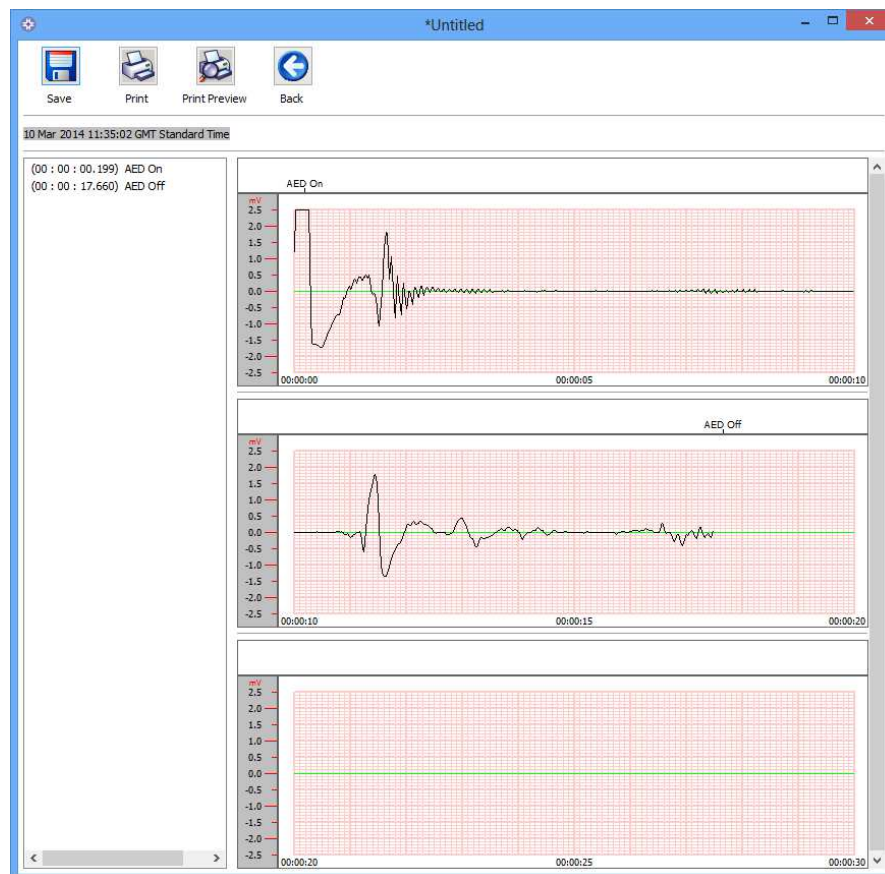 *Untitled
Save Print Print Preview Back
10 Mar 2014 11:35:02 GMT Standard Time
(00 : 00 : 00.199) AED On
(00 : 00 : 17.660) AED Off
AED On
mV
2.5
2.0
1.5
1.0
0.5
0.0
-0.5
-1.0
-1.5
-2.0
-2.5
00:00:00 00:00:05 00:00:10
AED Off
mV
2.5
2.0
1.5
1.0
0.5
0.0
-0.5
-1.0
-1.5
-2.0
-2.5
00:00:10 00:00:15 00:00:20
mV
2.5
2.0
1.5
1.0
0.5
0.0
-0.5
-1.0
-1.5
-2.0
-2.5
00:00:20 00:00:25 00:00:30